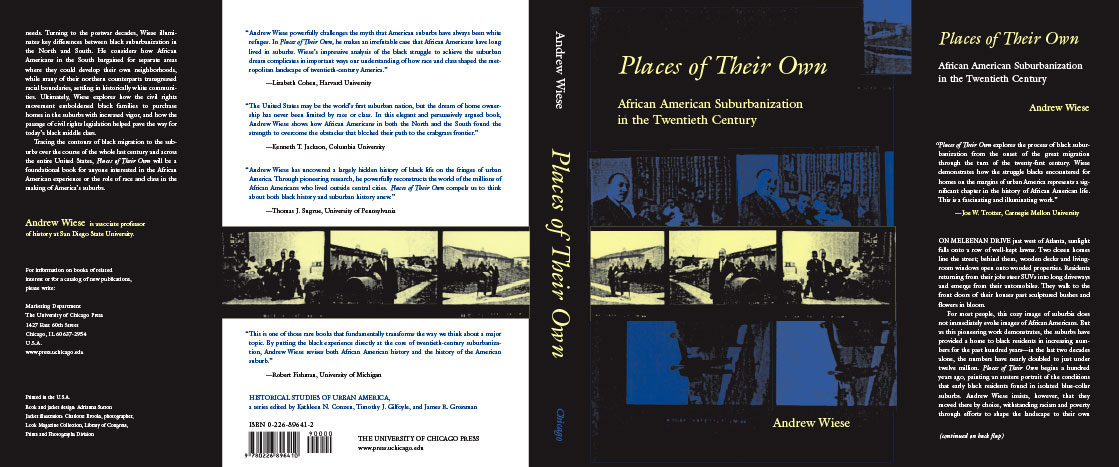 needs. Turning to the postwar decades, Wiese illumi-
nates key differences between black suburbanization in
the North and South. He considers how African
Americans in the South bargained for separate areas
where they could develop their own neighborhoods,
while many of their northern counterparts transgressed
racial boundaries, settling in historically white communi-
ties. Ultimately, Wiese explores how the civil rights
movement emboldened black families to purchase
homes in the suburbs with increased vigor, and how the
passage of civil rights legislation helped pave the way for
today's black middle class.
Tracing the contours of black migration to the sub-
urbs over the course of the whole last century and across
the entire United States, Places of Their Own will be a
foundational book for anyone interested in the African
American experience or the role of race and class in the
making of America's suburbs.
Andrew Wiese is associate professor
of history at San Diego State University.
For information on books of related
interest or for a catalog of new publications,
please write:
Marketing Department
The University of Chicago Press
1427 East 60th Street
Chicago, IL 60637-2954
U.S.A.
www.press.uchicago.edu
Printed in the U.S.A.
Book and jacket design: Adrianna Sutton
Jacket illustration: Charlotte Brooks, photographer,
Look Magazine Collection, Library of Congress,
Prints and Photographs Division
"Andrew Wiese powerfully challenges the myth that American suburbs have always been white
refuges. In Places of Their Own, he makes an irrefutable case that African Americans have long
lived in suburbs. Wiese's impressive analysis of the black struggle to achieve the suburban
dream complicates in important ways our understanding of how race and class shaped the met-
ropolitan landscape of twentieth-century America."
—Lizabeth Cohen, Harvard University
"The United States may be the world's first suburban nation, but the dream of home owner-
ship has never been limited by race or class. In this elegant and persuasively argued book,
Andrew Wiese shows how African Americans in both the North and the South found the
strength to overcome the obstacles that blocked their path to the crabgrass frontier."
—Kenneth T. Jackson, Columbia University
"Andrew Wiese has uncovered a largely hidden history of black life on the fringes of urban
America. Through pioneering research, he powerfully reconstructs the world of the millions of
African Americans who lived outside central cities. Places of Their Own compels us to think
about both black history and suburban history anew."
—Thomas J. Sugrue, University of Pennsylvania
"This is one of those rare books that fundamentally transforms the way we think about a major
topic. By putting the black experience directly at the core of twentieth-century suburbaniza-
tion, Andrew Wiese revises both African American history and the history of the American
suburb."
—Robert Fishman, University of Michigan
HISTORICAL STUDIES OF URBAN AMERICA,
a series edited by Kathleen N. Conzen, Timothy J. Gilfoyle, and James R. Grossman
ISBN 0-226-89641-2
90000
9 780226 896410
THE UNIVERSITY OF CHICAGO PRESS
www.press.uchicago.edu
Andrew Wiese
Places of Their Own
Chicago
Places of Their Own
African American Suburbanization
in the Twentieth Century
Andrew Wiese
Places of Their Own
African American Suburbanization
in the Twentieth Century
Andrew Wiese
"Places of Their Own explores the process of black subur-
banization from the onset of the great migration
through the turn of the twenty-first century. Wiese
demonstrates how the struggle blacks encountered for
homes on the margins of urban America represents a sig-
nificant chapter in the history of African American life.
This is a fascinating and illuminating work."
—Joe W. Trotter, Carnegie Mellon University
ON MELBENAN DRIVE just west of Atlanta, sunlight
falls onto a row of well-kept lawns. Two dozen homes
line the street; behind them, wooden decks and living-
room windows open onto wooded properties. Residents
returning from their jobs steer SUVs into long driveways
and emerge from their automobiles. They walk to the
front doors of their houses past sculptured bushes and
flowers in bloom.
For most people, this cozy image of suburbia does
not immediately evoke images of African Americans. But
as this pioneering work demonstrates, the suburbs have
provided a home to black residents in increasing num-
bers for the past hundred years—in the last two decades
alone, the numbers have nearly doubled to just under
twelve million. Places of Their Own begins a hundred
years ago, painting an austere portrait of the conditions
that early black residents found in isolated blue-collar
suburbs. Andrew Wiese insists, however, that they
moved there by choice, withstanding racism and poverty
through efforts to shape the landscape to their own
(continued on back flap)